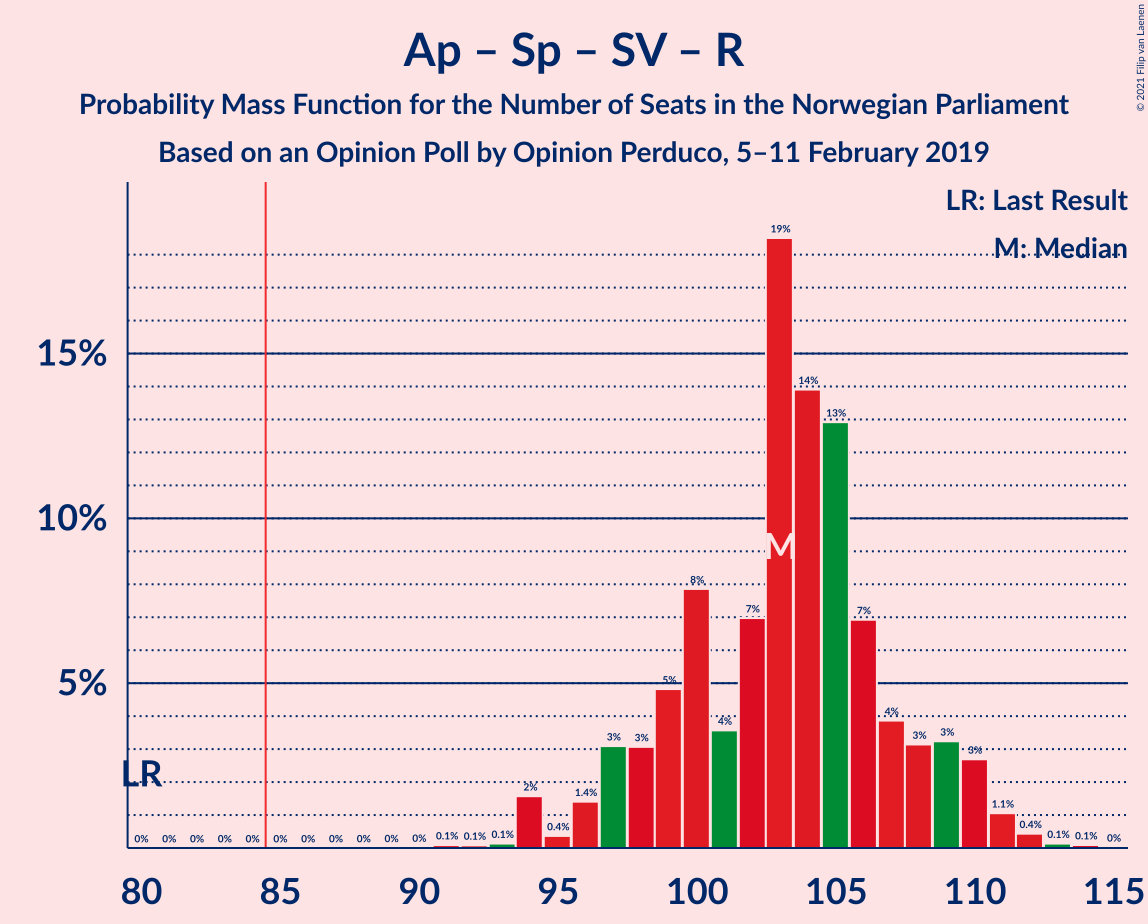 Ap – Sp – SV – R
Probability Mass Function for the Number of Seats in the Norwegian Parliament
Based on an Opinion Poll by Opinion Perduco, 5–11 February 2019
© 2021 Filip van Laenen
LR: Last Result
M: Median
15%
10%
5%
LR
M
0% 0% 0% 0% 0% 0% 0% 0% 0% 0% 0% 0.1% 0.1% 0.1% 2% 0.4% 1.4% 3% 3% 5% 8% 4% 7% 19% 14% 13% 7% 4% 3% 3% 3% 1.1% 0.4% 0.1% 0.1% 0%
80 85 90 95 100 105 110 115